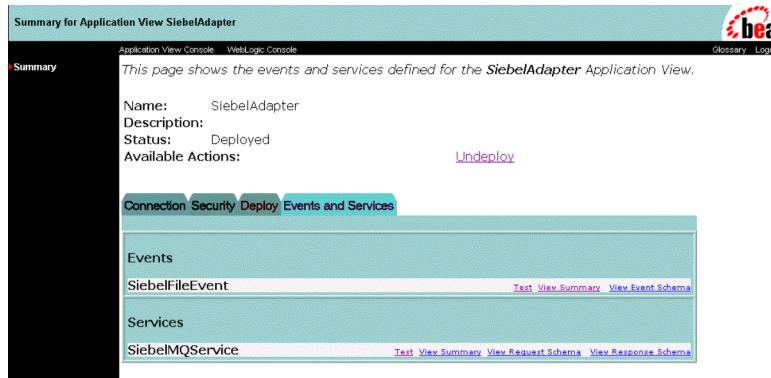 Summary for Application View SiebelAdapter
bea
Application View Console WebLogic Console
Glossary
Summary
This page shows the events and services defined for the SiebelAdapter Application View.
Name: SiebelAdapter
Description:
Status: Deployed
Available Actions: Undeploy
Connection Security Deploy Events and Services
Events
SiebelFileEvent Test View Summary View Event Schema
Services
SiebelMQService Test View Summary View Request Schema View Response Schema